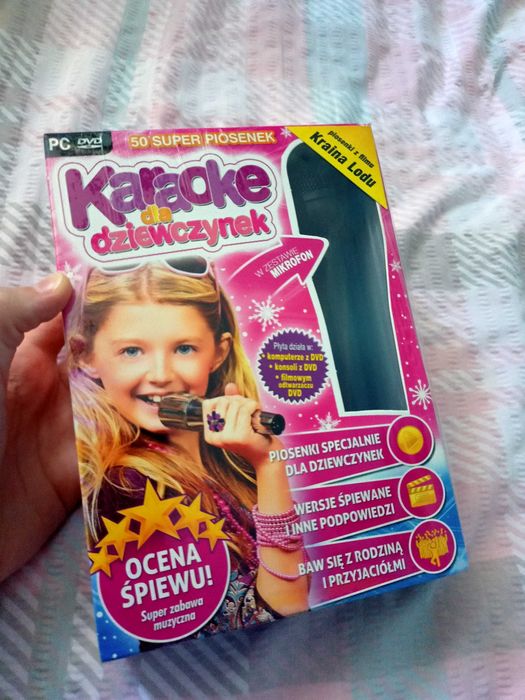 PC DVD
50 SUPER PIOSENEK
piosenki z filmu
Kraina Lodu
Karaoke
dla
dziewczynek
W ZESTAWIE
MIKROFON
Płyta działa w:
• komputerze z DVD
• konsoli z DVD
• filmowym
odtwarzaczu
DVD
PIOSENKI SPECJALNIE
DLA DZIEWCZYNEK
WERSJE ŚPIEWANE
I INNE PODPOWIEDZI
BAW SIĘ Z RODZINĄ
I PRZYJACIÓŁMI
OCENA
ŚPIEWU!
Super zabawa
muzyczna